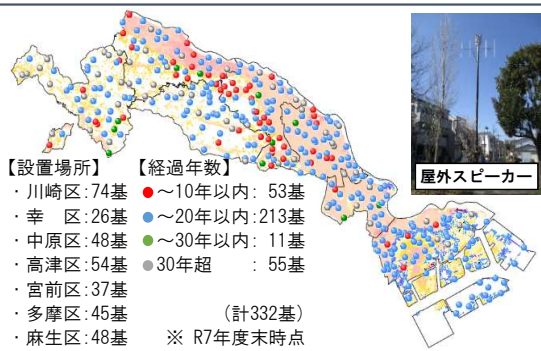 屋外スピーカー
【設置場所】 【経過年数】
・川崎区:74基 ●～10年以内: 53基
・幸　区:26基 ●～20年以内:213基
・中原区:48基 ●～30年以内: 11基
・高津区:54基 ●30年超　　: 55基
・宮前区:37基
・多摩区:45基 (計332基)
・麻生区:48基 ※ R7年度末時点